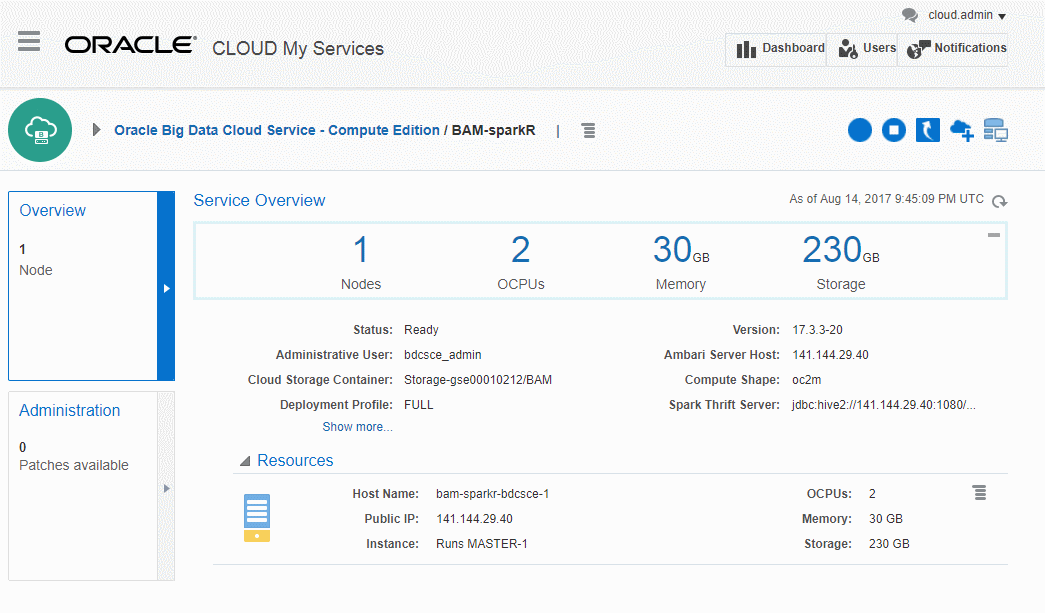 cloud.admin
ORACLE® CLOUD My Services
Dashboard Users Notifications
Oracle Big Data Cloud Service - Compute Edition / BAM-sparkR |
Overview
1
Node
Administration
0
Patches available
Service Overview As of Aug 14, 2017 9:45:09 PM UTC
1 2 30GB 230GB
Nodes OCPUs Memory Storage
Status: Ready Version: 17.3.3-20
Administrative User: bdcsce_admin Ambari Server Host: 141.144.29.40
Cloud Storage Container: Storage-gse00010212/BAM Compute Shape: oc2m
Deployment Profile: FULL Spark Thrift Server: jdbc:hive2://141.144.29.40:1080/...
Show more...
Resources
Host Name: bam-sparkr-bdcsce-1 OCPUs: 2
Public IP: 141.144.29.40 Memory: 30 GB
Instance: Runs MASTER-1 Storage: 230 GB